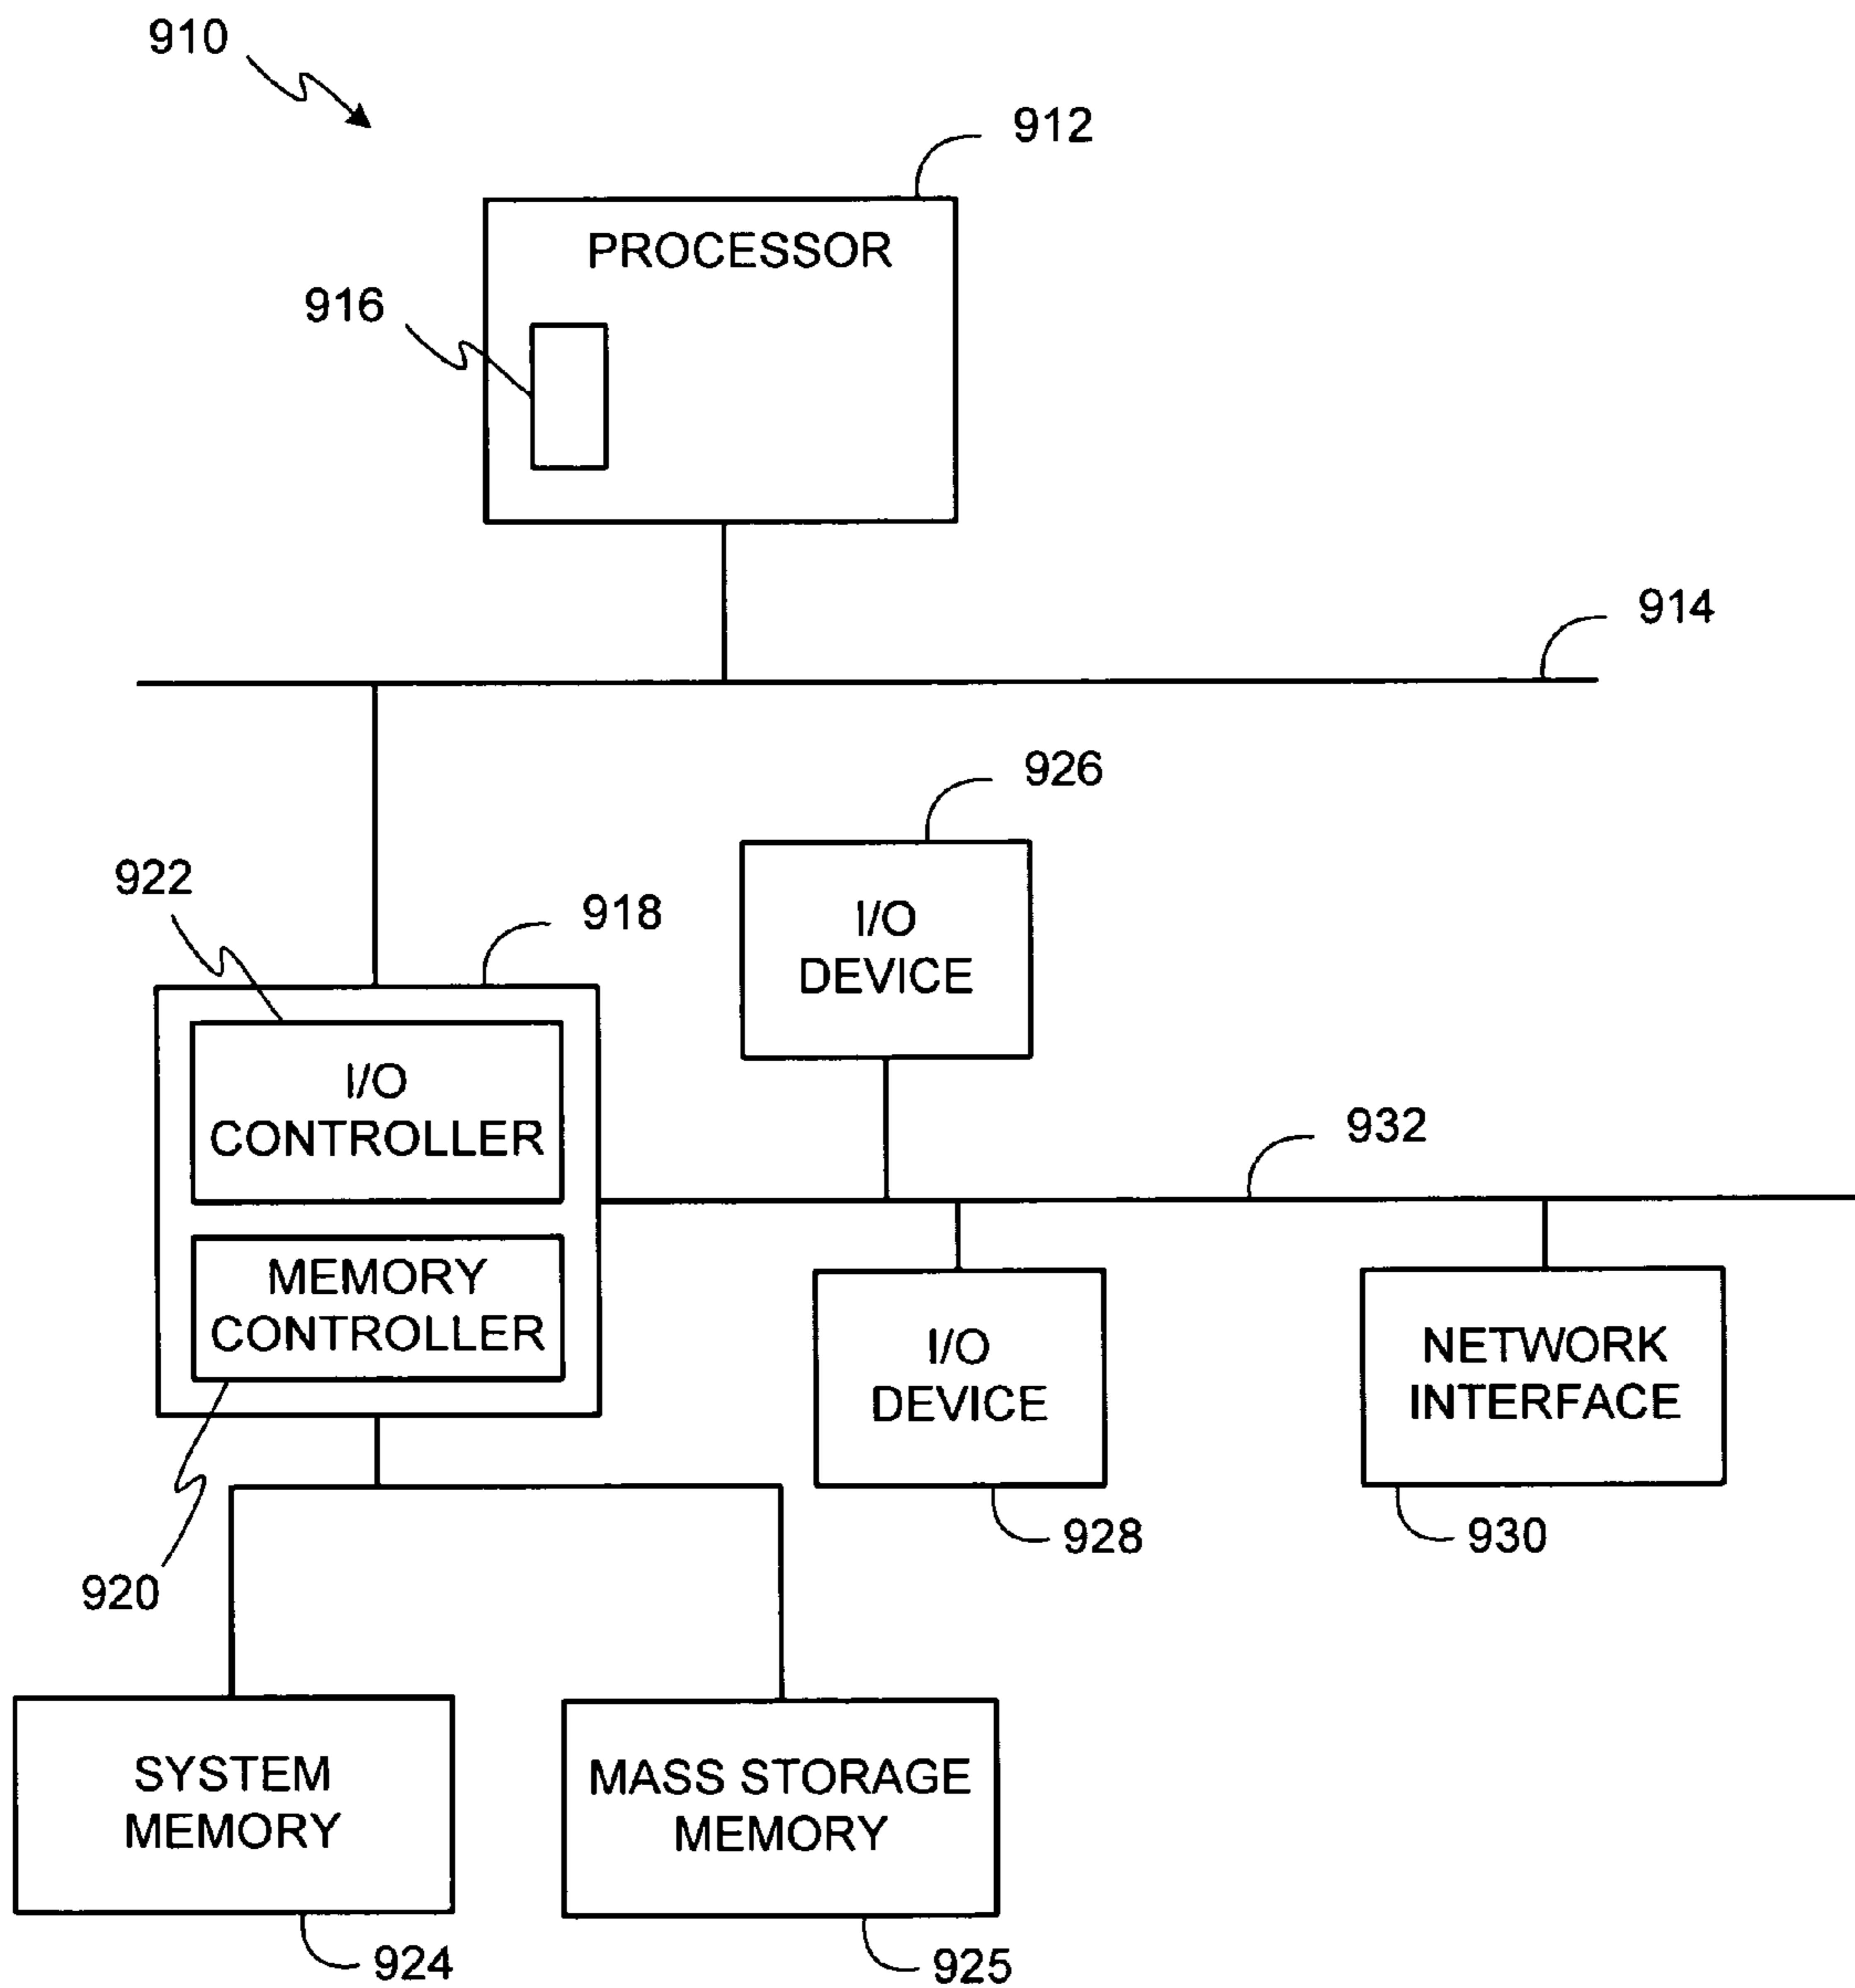 910
912
PROCESSOR
916
914
926
922
918
I/O
DEVICE
I/O
CONTROLLER
932
MEMORY
CONTROLLER
I/O
DEVICE
NETWORK
INTERFACE
928
930
920
SYSTEM
MEMORY
MASS STORAGE
MEMORY
924
925